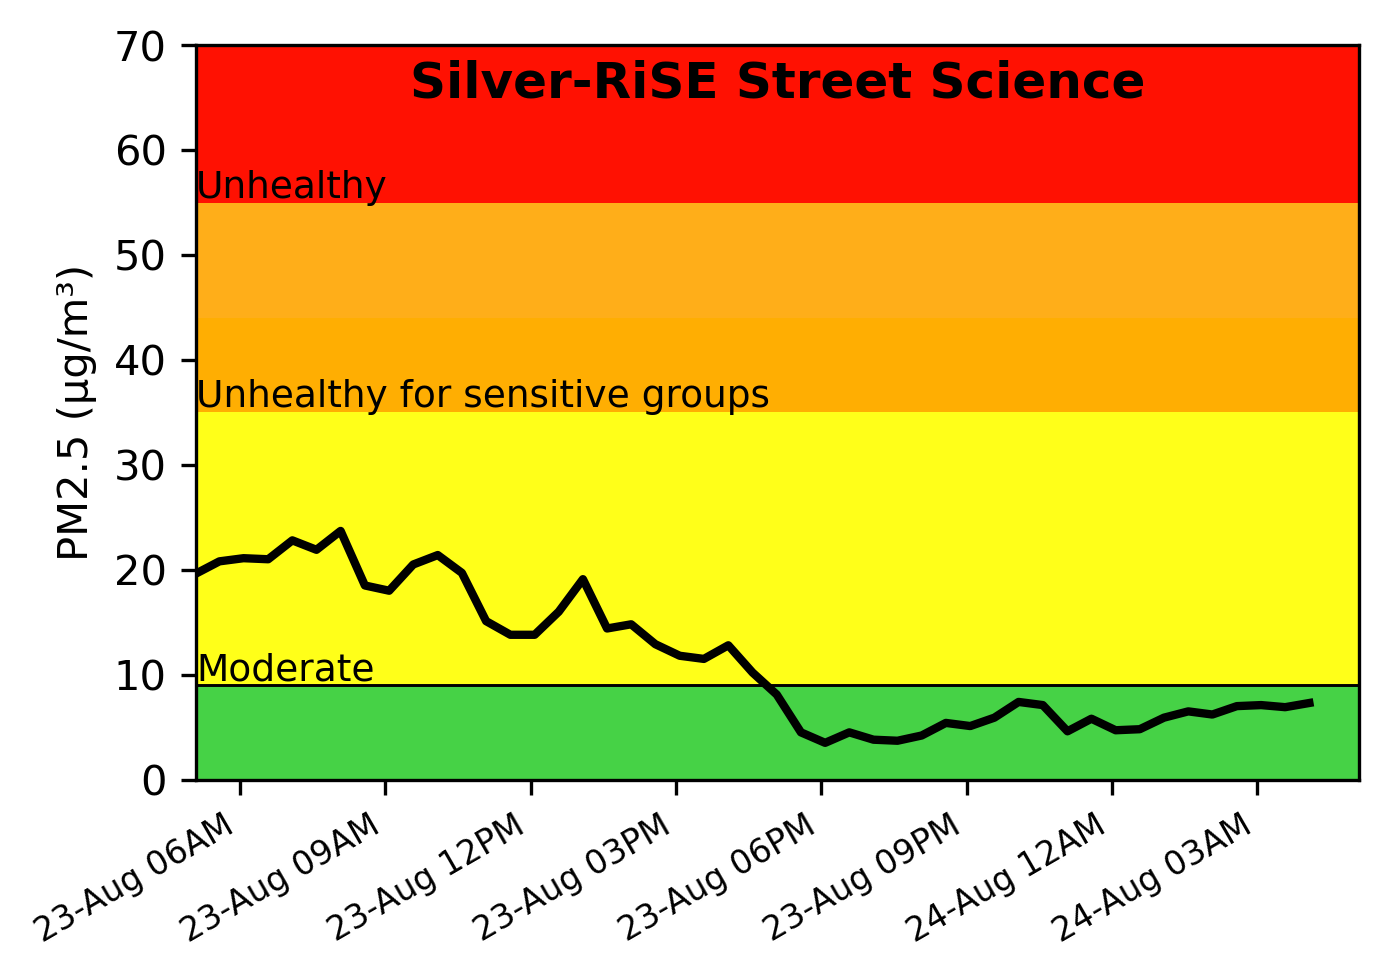 Silver-RiSE Street Science
70
60
Unhealthy
50
40
Unhealthy for sensitive groups
30
20
Moderate
10
0
PM2.5 (µg/m³)
23-Aug 06AM
23-Aug 09AM
23-Aug 12PM
23-Aug 03PM
23-Aug 06PM
23-Aug 09PM
24-Aug 12AM
24-Aug 03AM